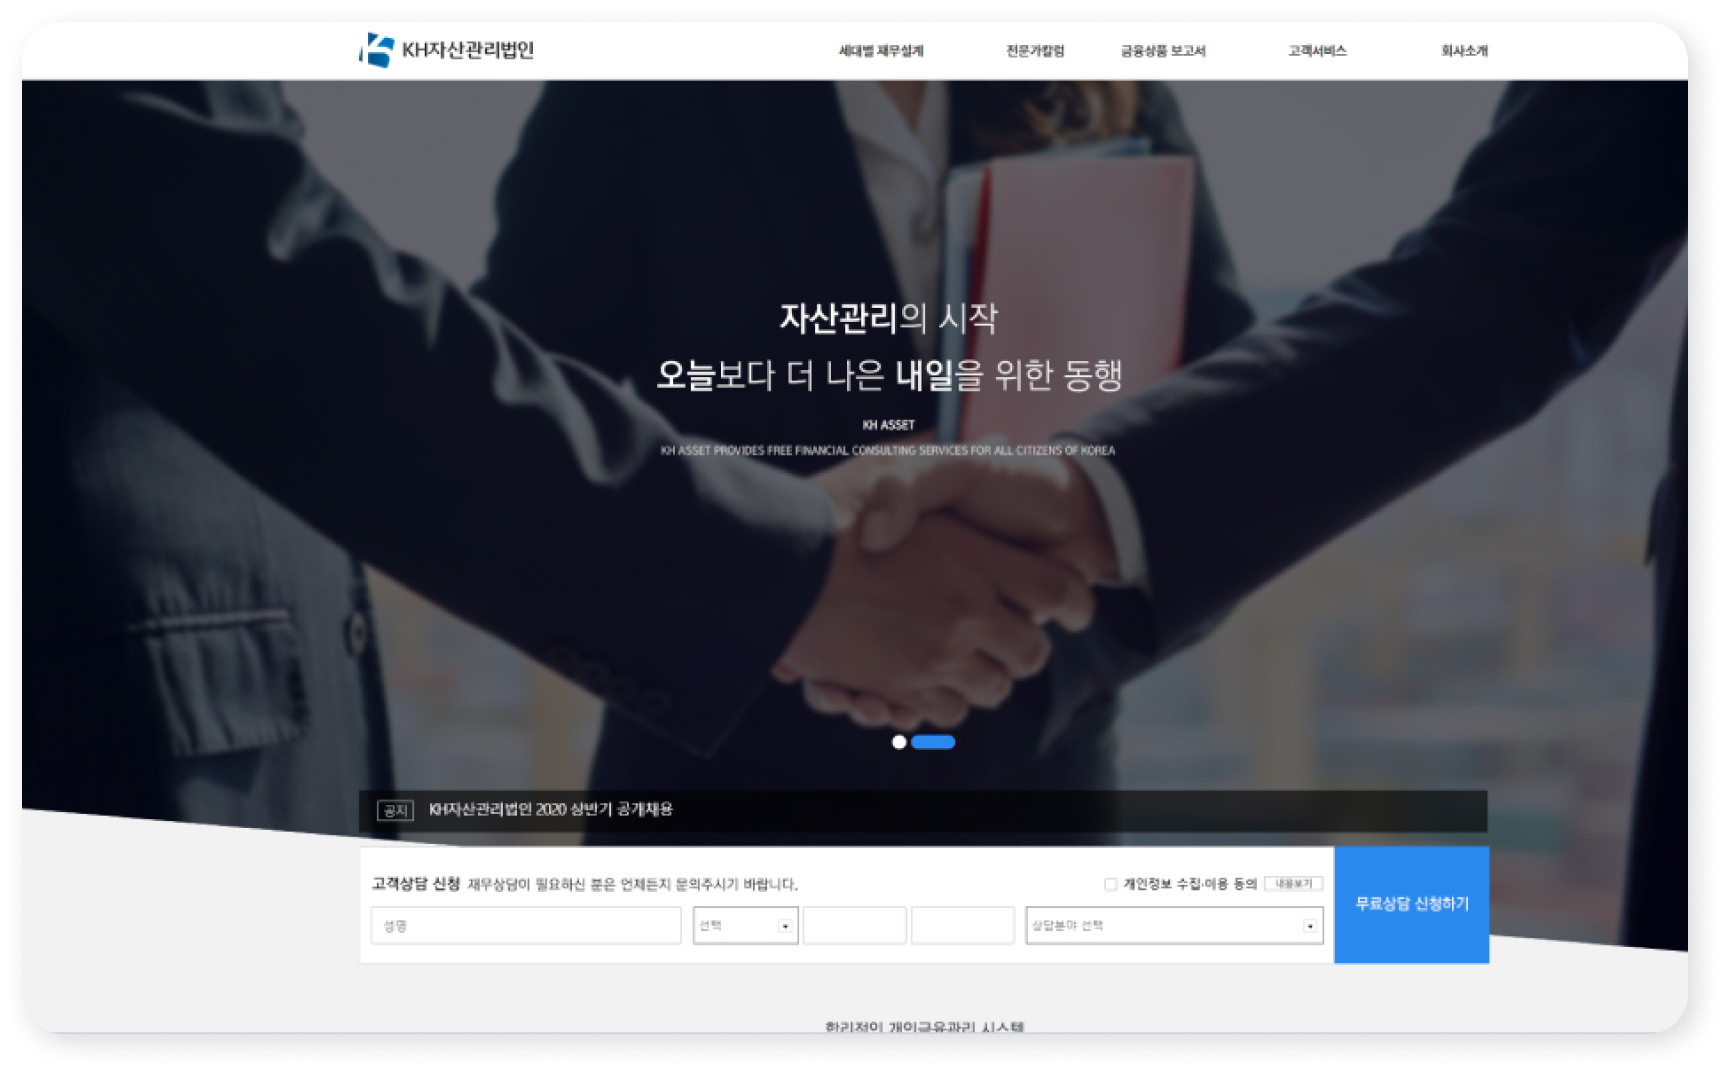 KH자산관리법인
세대별 재무설계 전문가칼럼 금융상품 보고서 고객서비스 회사소개
자산관리의 시작
오늘보다 더 나은 내일을 위한 동행
KH ASSET
KH ASSET PROVIDES FREE FINANCIAL CONSULTING SERVICES FOR ALL CITIZENS OF KOREA
공지 KH자산관리법인 2020 상반기 공개채용
고객상담 신청 재무상담이 필요하신 분은 언제든지 문의주시기 바랍니다.
개인정보 수집·이용 동의 내용보기
성명 선택 상담분야 선택
무료상담 신청하기
개인금융관리 시스템